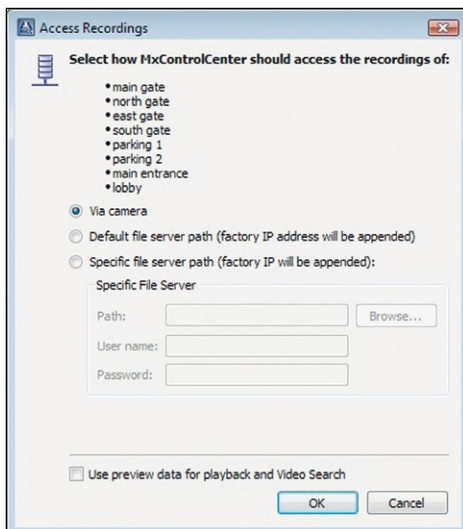 Access Recordings
Select how MxControlCenter should access the recordings of:
• main gate
• north gate
• east gate
• south gate
• parking 1
• parking 2
• main entrance
• lobby
Via camera
Default file server path (factory IP address will be appended)
Specific file server path (factory IP will be appended):
Specific File Server
Path:
Browse...
User name:
Password:
Use preview data for playback and Video Search
OK
Cancel